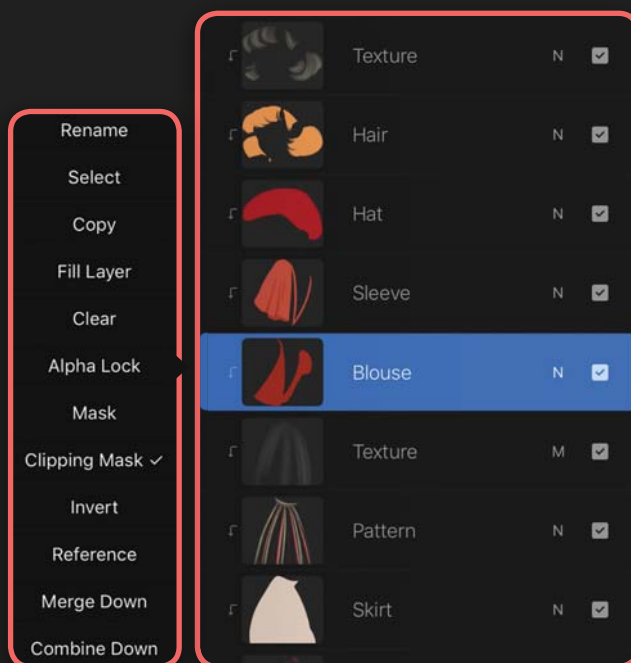 Rename
Select
Copy
Fill Layer
Clear
Alpha Lock
Mask
Clipping Mask ✓
Invert
Reference
Merge Down
Combine Down
Texture N
Hair N
Hat N
Sleeve N
Blouse N
Texture M
Pattern N
Skirt N